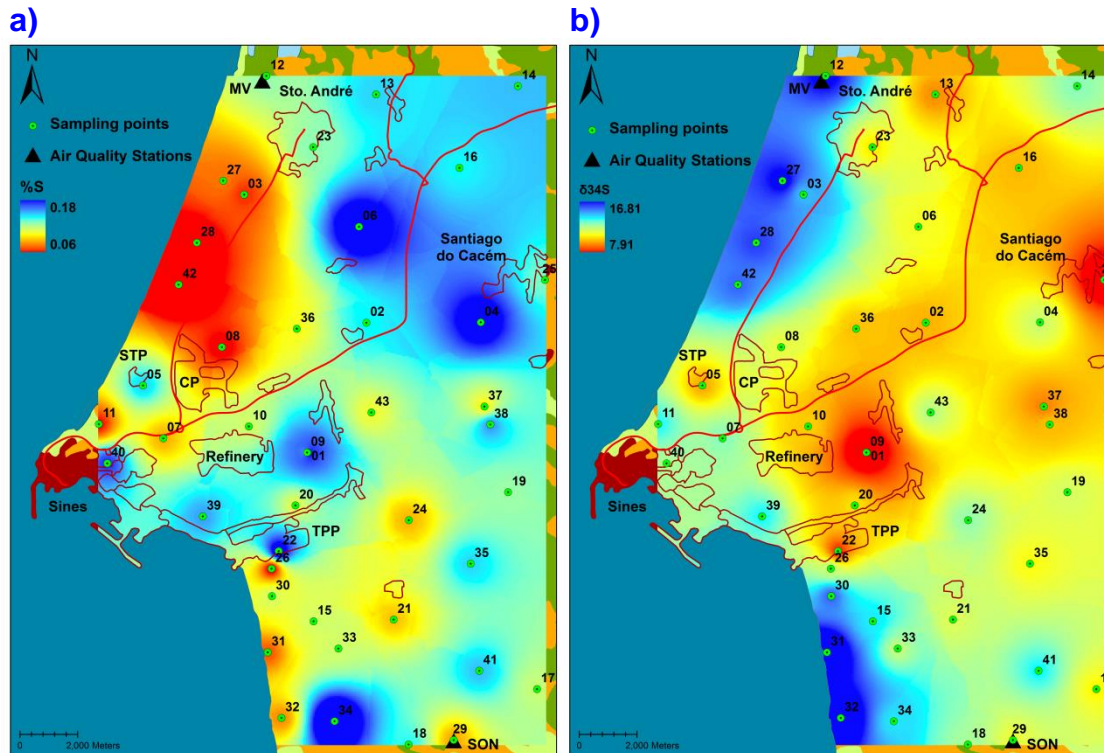 a)
N
Sampling points
Air Quality Stations
%S
0.18
0.06
12
MV
Sto. André
13
14
23
16
27
03
06
28
Santiago
do Cacém
25
42
02
04
36
08
STP
05
CP
37
11
43
38
07
10
09
01
40
Refinery
Sines
19
39
20
24
TPP
22
26
35
30
15
21
31
33
41
17
32
34
18
29
SON
0
2,000 Meters
b)
N
Sampling points
Air Quality Stations
δ34S
16.81
7.91
12
MV
Sto. André
13
14
23
16
27
03
06
28
Santiago
do Cacém
42
02
04
36
08
STP
05
CP
37
11
43
38
07
10
09
01
40
Refinery
Sines
19
39
20
24
TPP
22
26
35
30
15
21
31
33
41
32
34
18
29
SON
0
2,000 Meters